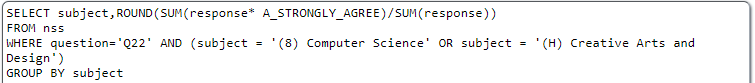 SELECT subject,ROUND(SUM(response* A_STRONGLY_AGREE)/SUM(response))
FROM nss
WHERE question='Q22' AND (subject = '(8) Computer Science' OR subject = '(H) Creative Arts and
Design')
GROUP BY subject